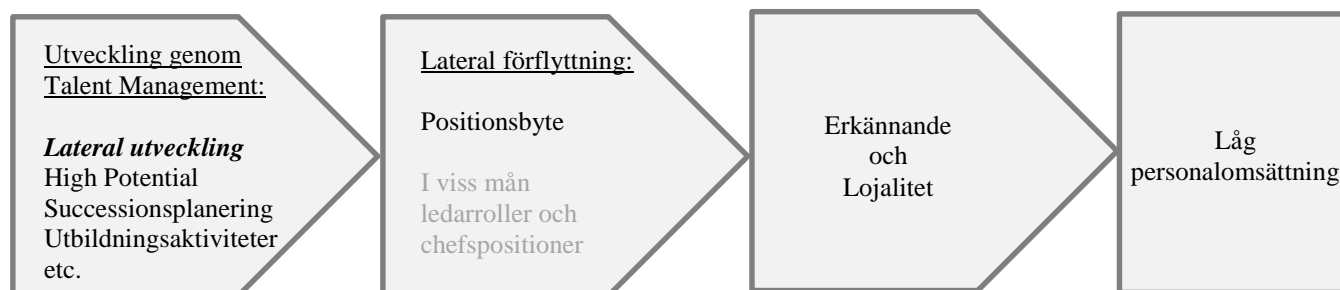 Utveckling genom
Talent Management:
Lateral utveckling
High Potential
Successionsplanering
Utbildningsaktiviteter
etc.
Lateral förflyttning:
Positionsbyte
I viss mån
ledarroller och
chefspositioner
Erkännande
och
Lojalitet
Låg
personalomsättning